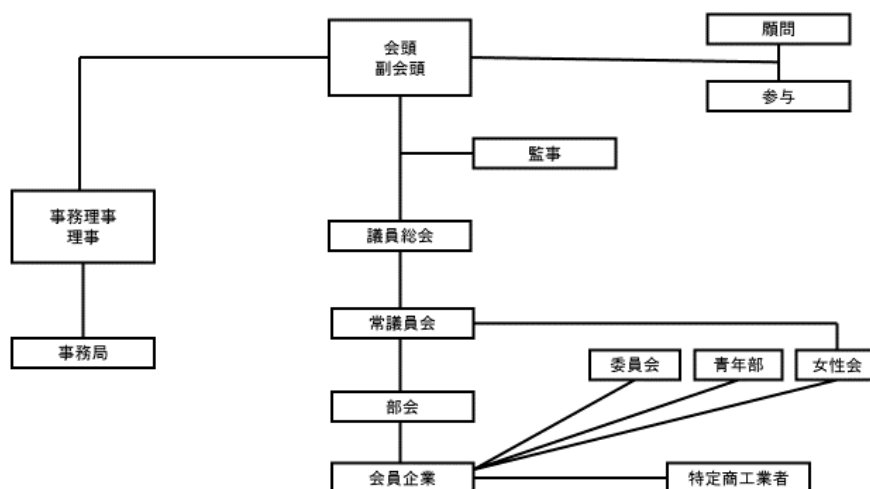 会頭
副会頭
顧問
参与
監事
事務理事
理事
議員総会
常議員会
事務局
委員会
青年部
女性会
部会
会員企業
特定商工業者